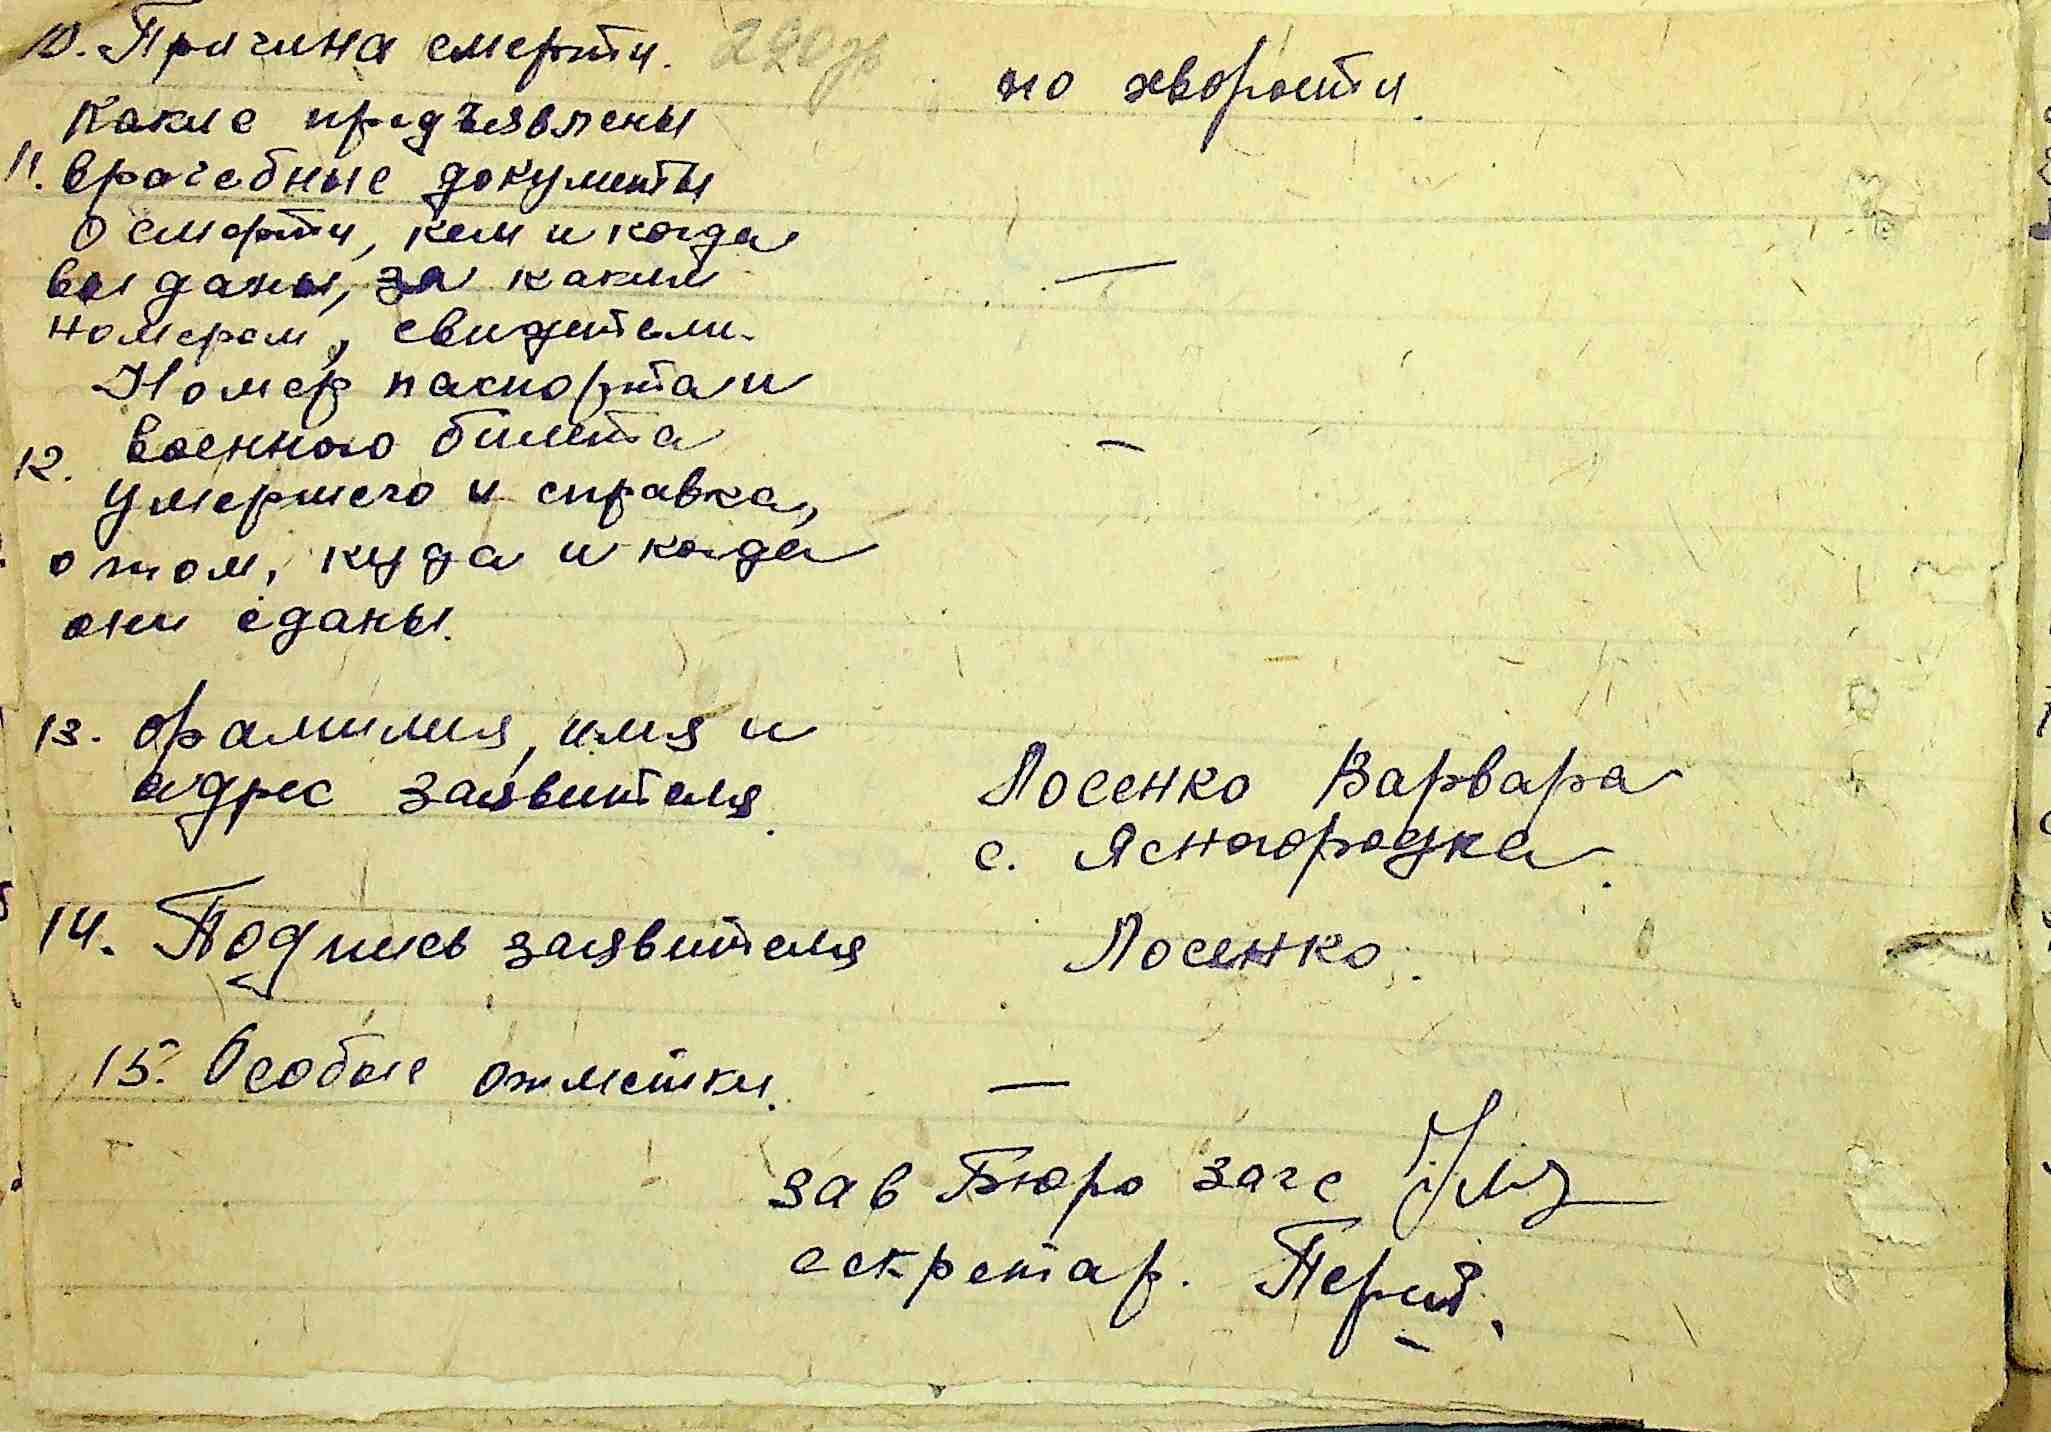 10. Причина смерти.
по хворости.
Какие предъявлены
11. врачебные документы
о смерти, кем и когда
выданы, за каким
номером, свидители.
Номер паспорта и
12. военного билета
умершего и справка,
о том, куда и когда
они сданы.
13. фамилия, имя и
адрес заявителя.
Лосенко Варвара
с. Ясногородка.
14. Подпись заявителя
Лосенко.
15. Особые отметки. —
зав Бюро загс
секретар.